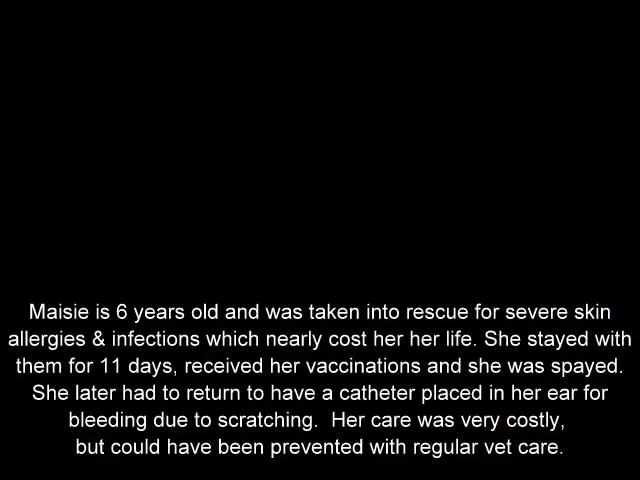 Maisie is 6 years old and was taken into rescue for severe skin
allergies & infections which nearly cost her her life. She stayed with
them for 11 days, received her vaccinations and she was spayed.
She later had to return to have a catheter placed in her ear for
bleeding due to scratching.  Her care was very costly,
but could have been prevented with regular vet care.